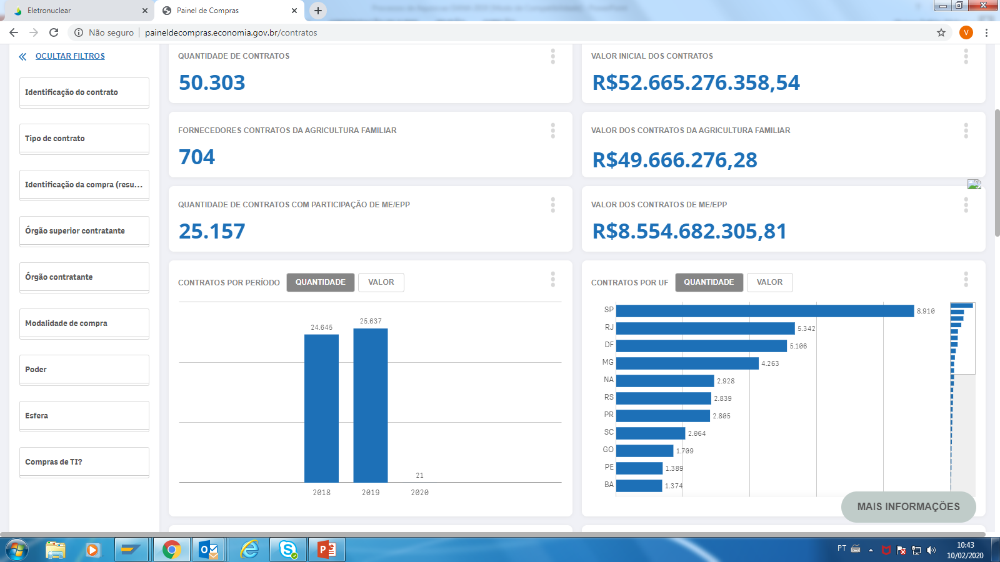 Eletronuclear
Painel de Compras
Não seguro
paineldecompras.economia.gov.br/contratos
V
OCULTAR FILTROS
Identificação do contrato
Tipo de contrato
Identificação da compra (resu...
Órgão superior contratante
Órgão contratante
Modalidade de compra
Poder
Esfera
Compras de TI?
QUANTIDADE DE CONTRATOS
50.303
VALOR INICIAL DOS CONTRATOS
R$52.665.276.358,54
FORNECEDORES CONTRATOS DA AGRICULTURA FAMILIAR
704
VALOR DOS CONTRATOS DA AGRICULTURA FAMILIAR
R$49.666.276,28
QUANTIDADE DE CONTRATOS COM PARTICIPAÇÃO DE ME/EPP
25.157
VALOR DOS CONTRATOS DE ME/EPP
R$8.554.682.305,81
CONTRATOS POR PERÍODO QUANTIDADE VALOR
24.645
25.637
21
2018 2019 2020
CONTRATOS POR UF QUANTIDADE VALOR
SP 8.910
RJ 5.342
DF 5.106
MG 4.263
NA 2.928
RS 2.839
PR 2.805
SC 2.064
GO 1.709
PE 1.389
BA 1.374
MAIS INFORMAÇÕES
PT
10:43
10/02/2020